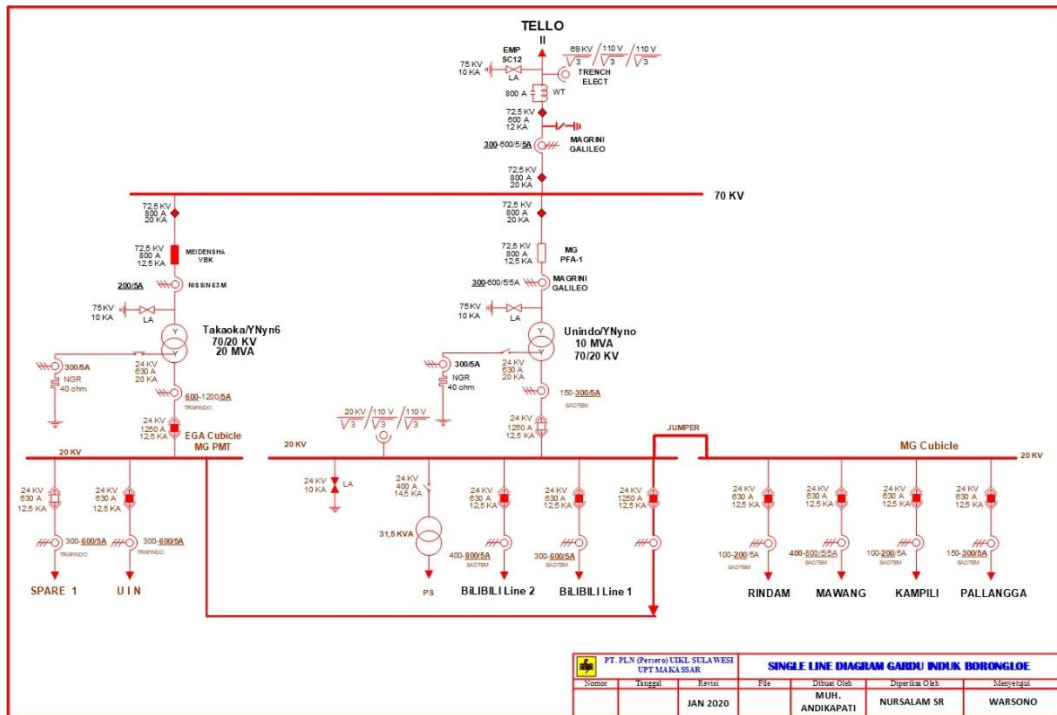 TELLO
II
EMP
SC12
75 KV
10 KA
LA
69 KV/√3 / 110 V/√3 / 110 V/√3
TRENCH
ELECT
800 A
WT
72,5 KV
600 A
12 KA
300-600/5/5A
MAGRINI
GALILEO
72,5 KV
800 A
20 KA
70 KV
72,5 KV
800 A
20 KA
72,5 KV
800 A
12,5 KA
MEIDENSHA
VBK
200/5A
NISSIN 63M
75 KV
10 KA
LA
Y
Y
Takaoka/YNyn6
70/20 KV
20 MVA
300/5A
NGR
40 ohm
24 KV
630 A
20 KA
600-1200/5A
TRAFINDO
24 KV
1250 A
12,5 KA
EGA Cubicle
MG PMT
72,5 KV
800 A
20 KA
72,5 KV
800 A
12,5 KA
MG
PFA-1
300-600/5/5A
MAGRINI
GALILEO
75 KV
10 KA
LA
Y
Y
Unindo/YNyno
10 MVA
70/20 KV
300/5A
NGR
40 ohm
24 KV
630 A
20 KA
150-300/5A
SADTEM
24 KV
1250 A
12,5 KA
20 KV/√3 / 110 V/√3 / 110 V/√3
JUMPER
MG Cubicle
20 KV
20 KV
20 KV
24 KV
630 A
12,5 KA
300-600/5A
TRAFINDO
SPARE 1
24 KV
630 A
12,5 KA
300-600/5A
TRAFINDO
U I N
24 KV
10 KA
LA
24 KV
400 A
14,5 KA
31,5 KVA
PS
24 KV
630 A
12,5 KA
400-800/5A
SADTEM
BiLIBILI Line 2
24 KV
630 A
12,5 KA
300-600/5A
SADTEM
BiLIBILI Line 1
24 KV
1250 A
12,5 KA
24 KV
630 A
12,5 KA
100-200/5A
SADTEM
RINDAM
24 KV
630 A
12,5 KA
400-800/5/5A
SADTEM
MAWANG
24 KV
630 A
12,5 KA
100-200/5A
SADTEM
KAMPILI
24 KV
630 A
12,5 KA
150-300/5A
SADTEM
PALLANGGA
PT. PLN (Persero) UIKL SULAWESI
UPT MAKASSAR
SINGLE LINE DIAGRAM GARDU INDUK BORONGLOE
Nomor Tanggal Revisi File Dibuat Oleh Diperiksa Oleh Menyetujui
JAN 2020 MUH. ANDIKAPATI NURSALAM SR WARSONO